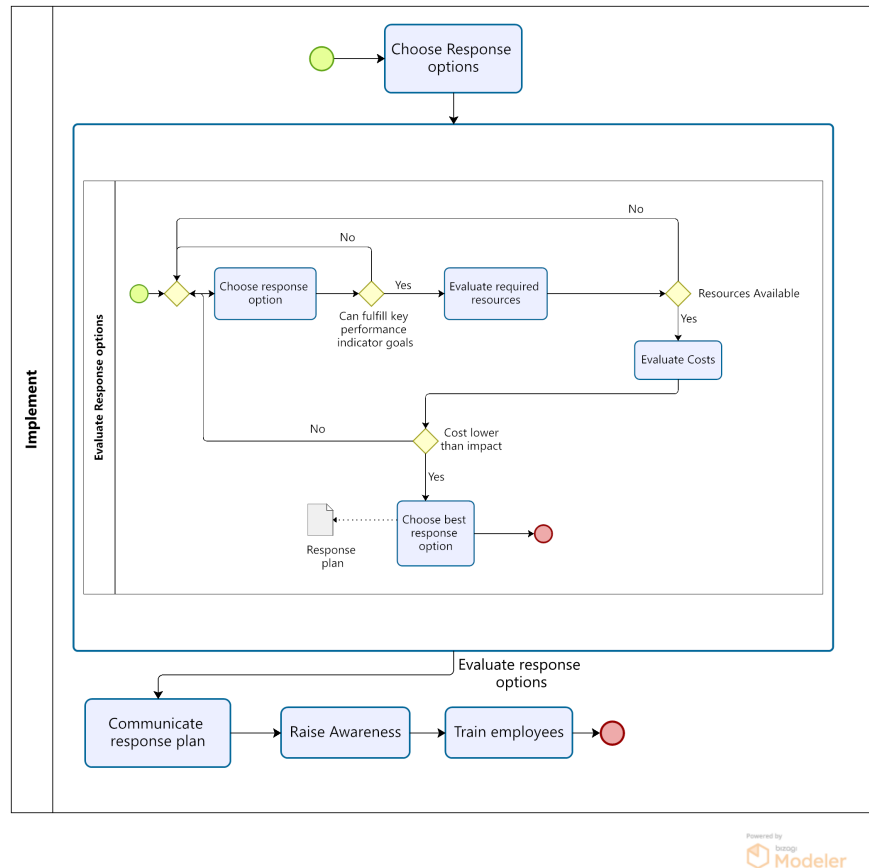 Implement
Choose Response
options
Evaluate Response options
No
No
Choose response
option
Yes
Evaluate required
resources
Resources Available
Can fulfill key
performance
indicator goals
Yes
Evaluate Costs
No
Cost lower
than impact
Yes
Choose best
response
option
Response
plan
Evaluate response
options
Communicate
response plan
Raise Awareness
Train employees
Powered by
bizagi
Modeler